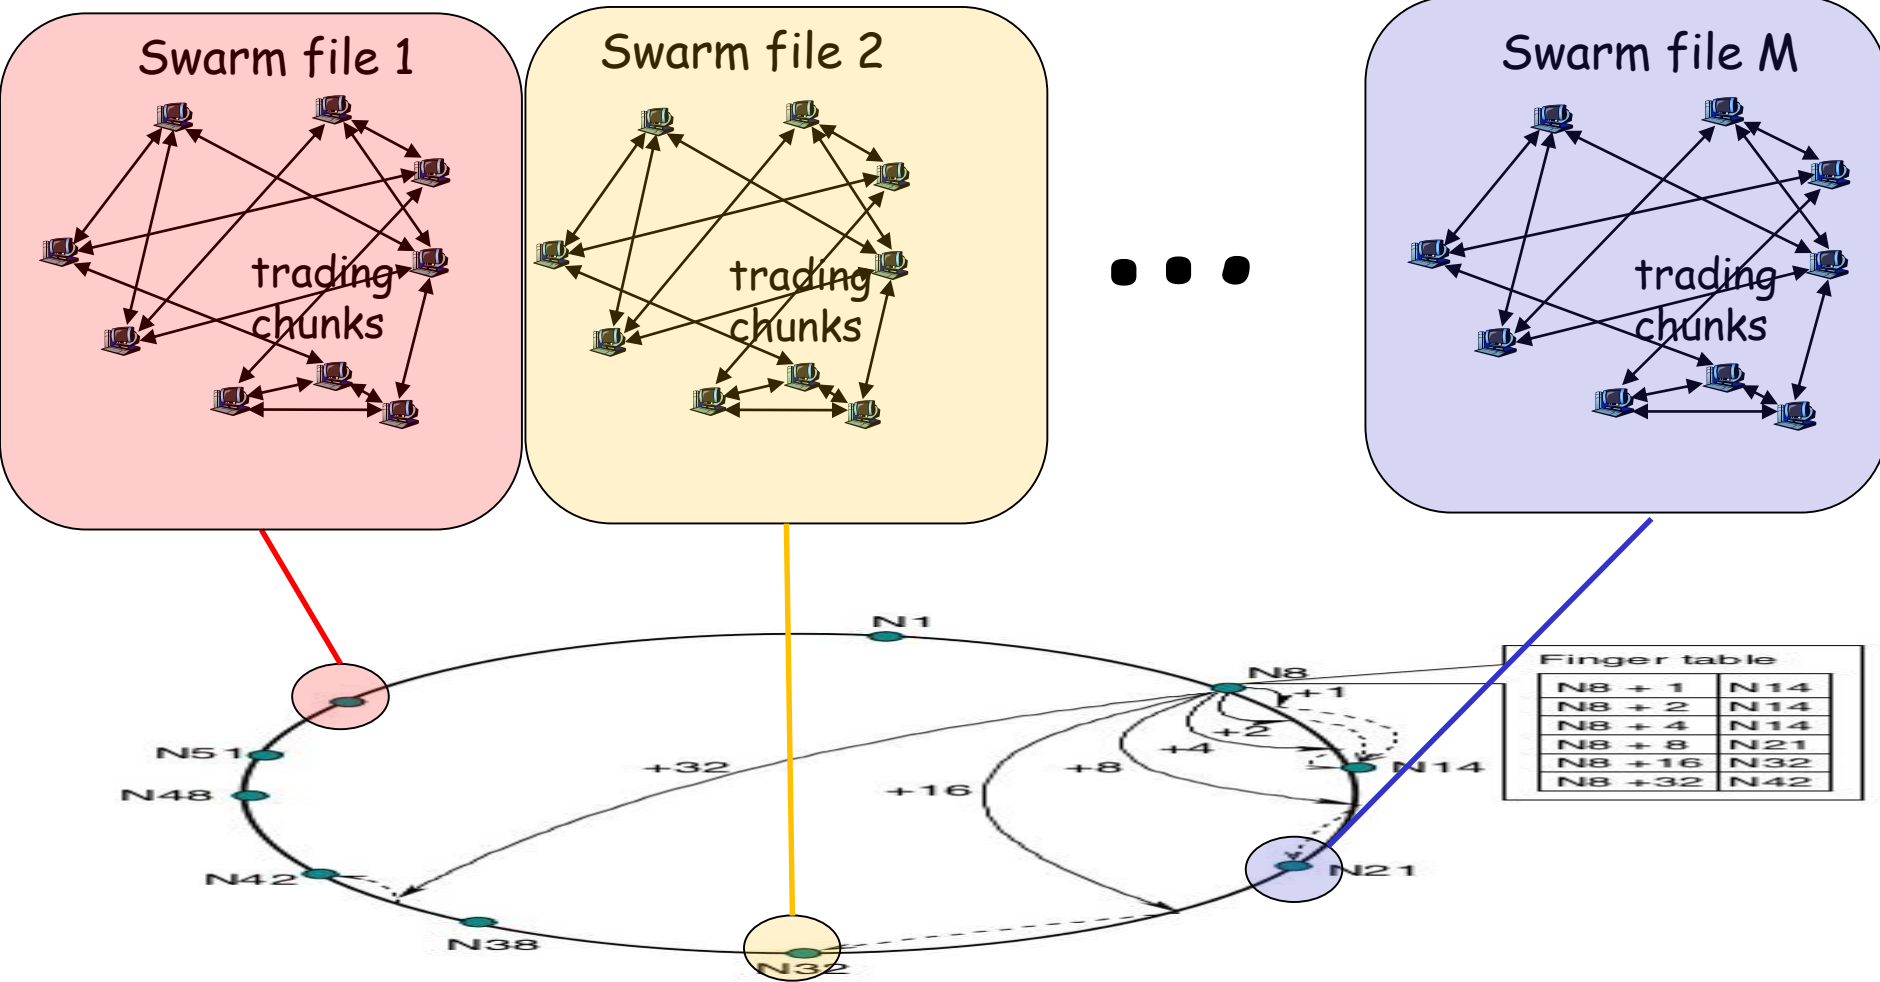 Swarm file 1
trading
chunks
Swarm file 2
trading
chunks
Swarm file M
trading
chunks
N1
N8
+1
+2
+4
+8
+16
+32
N14
N21
N32
N38
N42
N48
N51
Finger table
N8 + 1 N14
N8 + 2 N14
N8 + 4 N14
N8 + 8 N21
N8 +16 N32
N8 +32 N42